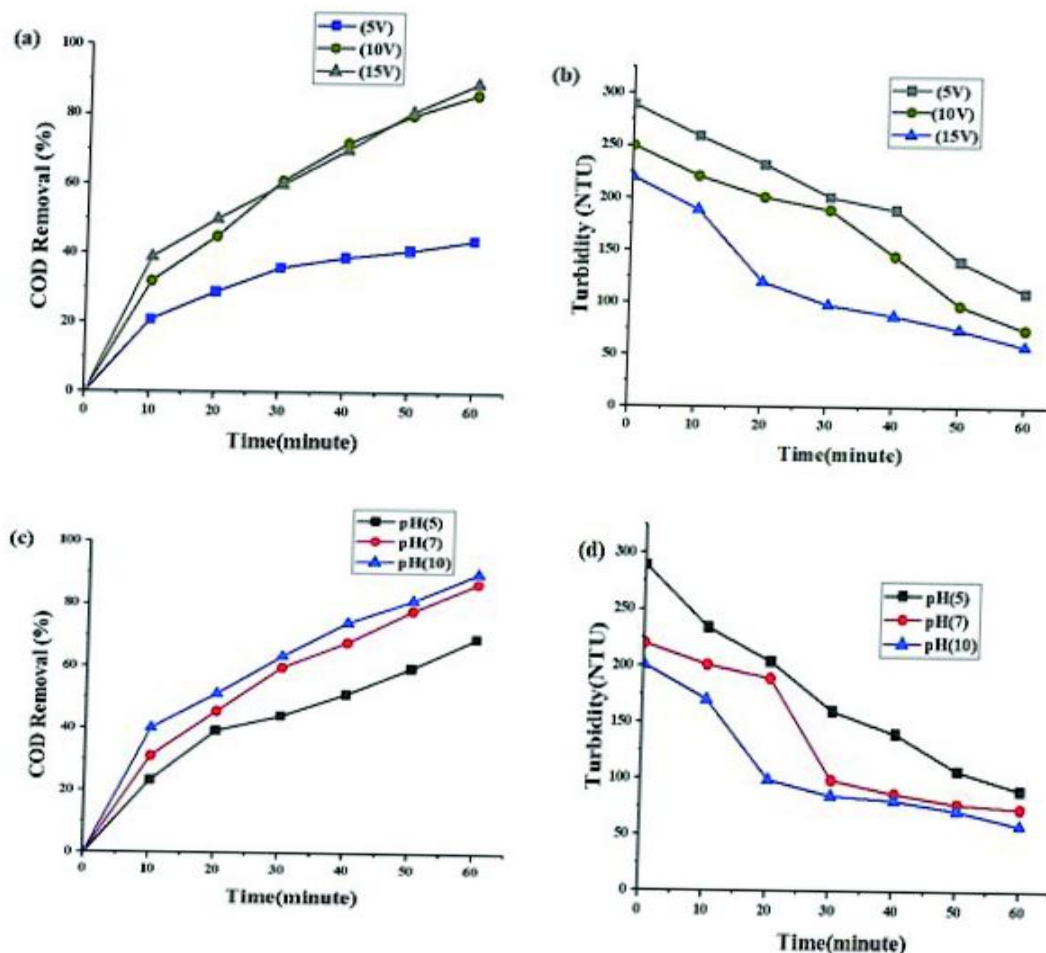 (a)
(5V)
(10V)
(15V)
COD Removal (%)
100
80
60
40
20
0
0 10 20 30 40 50 60
Time(minute)
(b)
(5V)
(10V)
(15V)
Turbidity (NTU)
300
250
200
150
100
50
0
0 10 20 30 40 50 60
Time(minute)
(c)
pH(5)
pH(7)
pH(10)
COD Removal (%)
100
80
60
40
20
0
0 10 20 30 40 50 60
Time(minute)
(d)
pH(5)
pH(7)
pH(10)
Turbidity(NTU)
300
250
200
150
100
50
0
0 10 20 30 40 50 60
Time(minute)